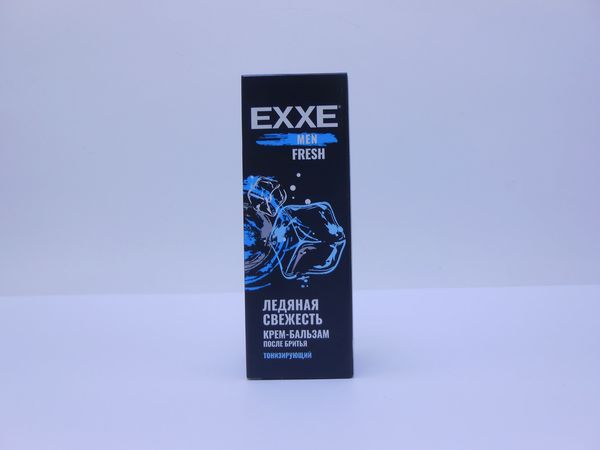 EXXE®
MEN
FRESH
ЛЕДЯНАЯ
СВЕЖЕСТЬ
КРЕМ-БАЛЬЗАМ
ПОСЛЕ БРИТЬЯ
ТОНИЗИРУЮЩИЙ